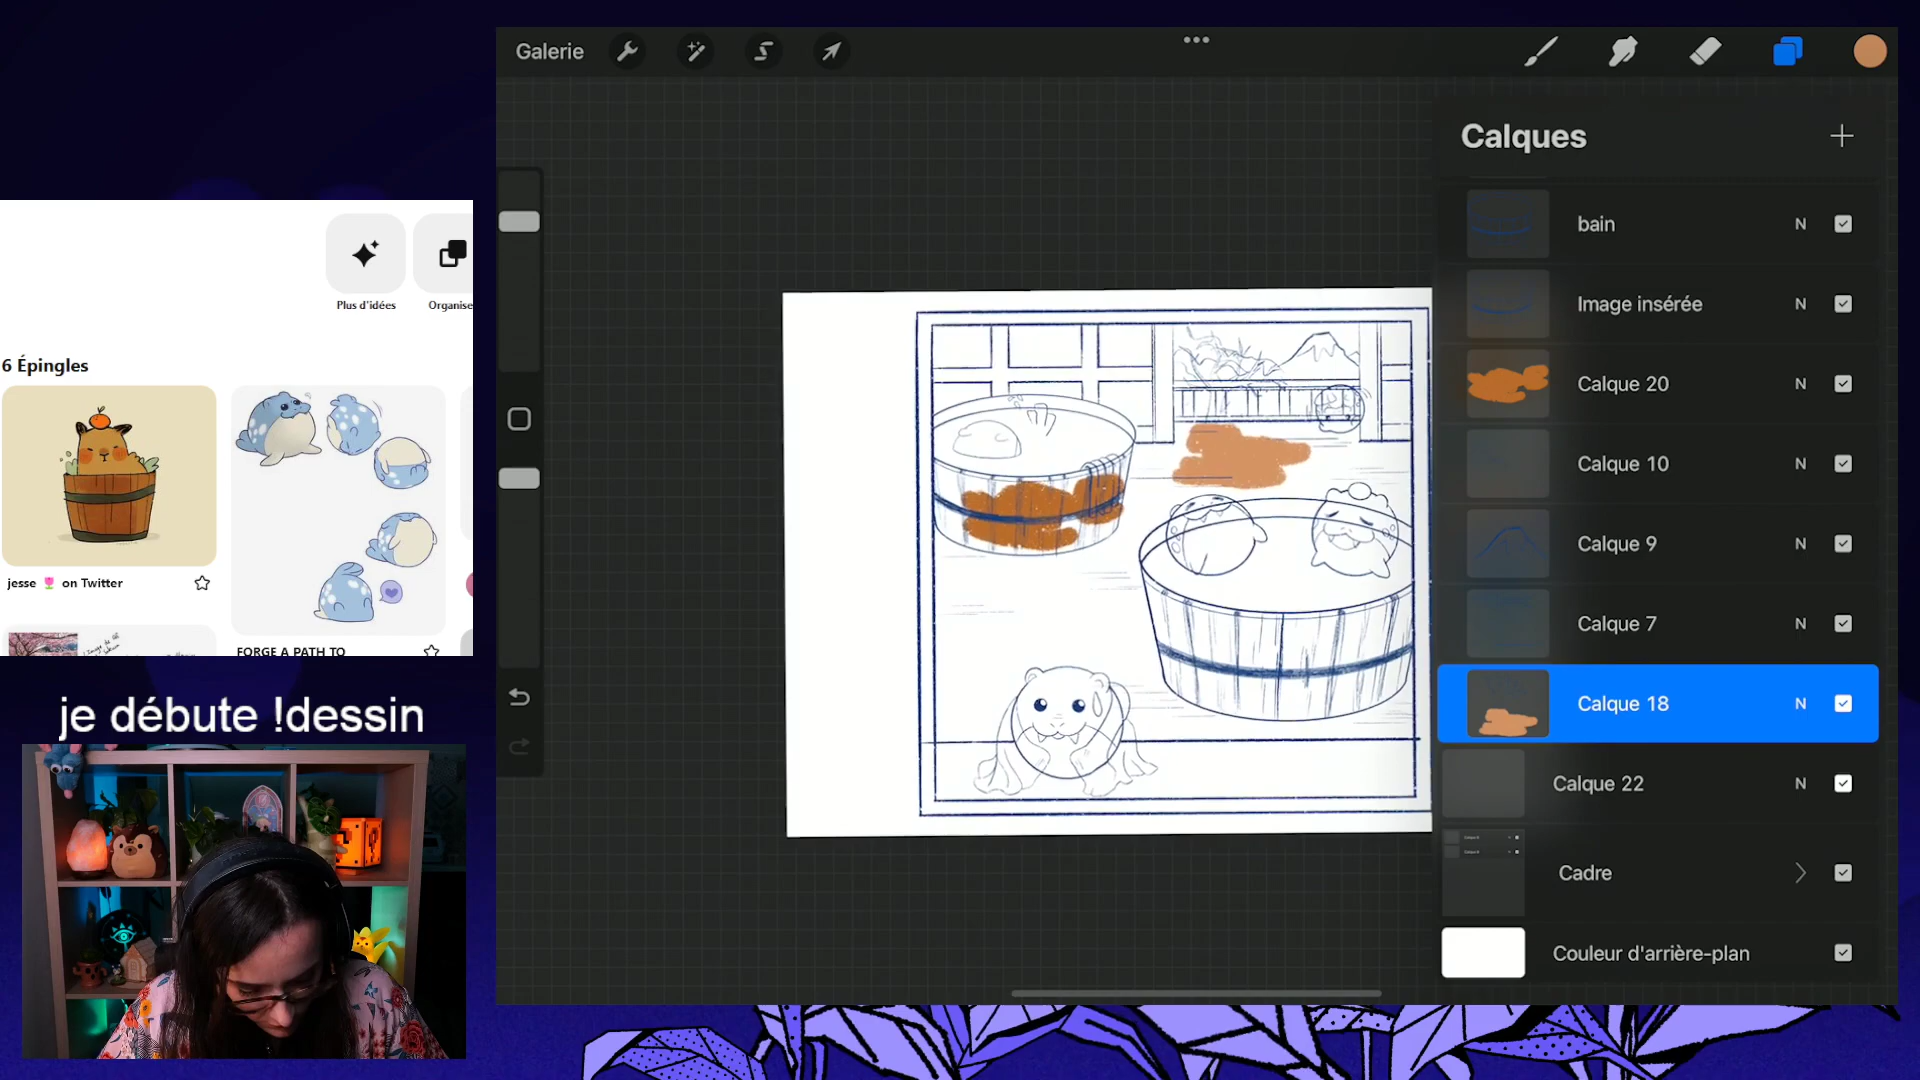 Galerie
Calques
bain N
Image insérée N
Calque 20 N
Calque 10 N
Calque 9 N
Calque 7 N
Calque 18 N
Calque 22 N
Cadre
Couleur d'arrière-plan
Plus d'idées
Organise
6 Épingles
jesse 🌷 on Twitter
FORGE A PATH TO
je débute !dessin